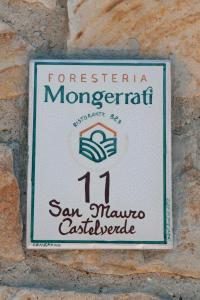 FORESTERIA
Mongerrati
RISTORANTE B&B
11
San Mauro
Castelverde